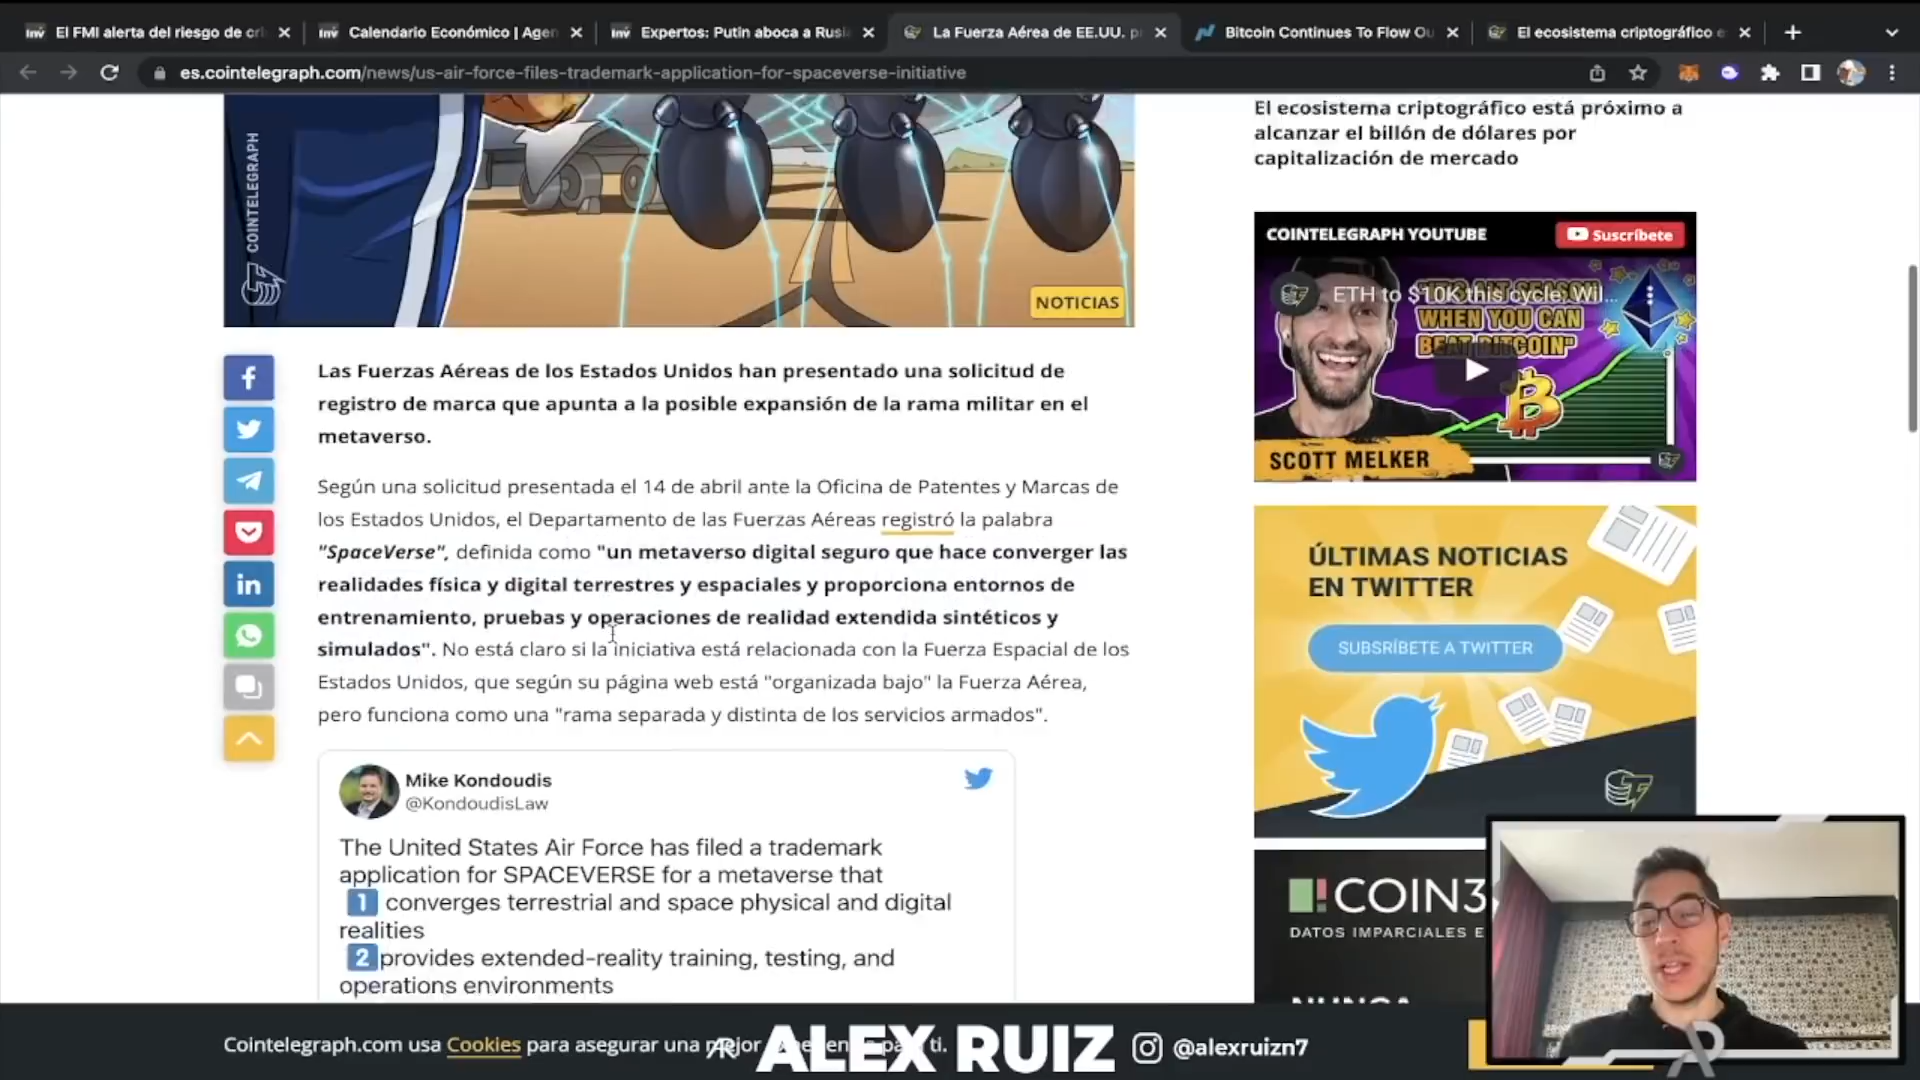 El FMI alerta del riesgo de cri
Calendario Económico | Agen
Expertos: Putin aboca a Rusi
La Fuerza Aérea de EE.UU. p
Bitcoin Continues To Flow Ou
El ecosistema criptográfico e
es.cointelegraph.com/news/us-air-force-files-trademark-application-for-spaceverse-initiative
COINTELEGRAPH
NOTICIAS
Las Fuerzas Aéreas de los Estados Unidos han presentado una solicitud de
registro de marca que apunta a la posible expansión de la rama militar en el
metaverso.
Según una solicitud presentada el 14 de abril ante la Oficina de Patentes y Marcas de
los Estados Unidos, el Departamento de las Fuerzas Aéreas registró la palabra
"SpaceVerse", definida como "un metaverso digital seguro que hace converger las
realidades física y digital terrestres y espaciales y proporciona entornos de
entrenamiento, pruebas y operaciones de realidad extendida sintéticos y
simulados". No está claro si la iniciativa está relacionada con la Fuerza Espacial de los
Estados Unidos, que según su página web está "organizada bajo" la Fuerza Aérea,
pero funciona como una "rama separada y distinta de los servicios armados".
Mike Kondoudis
@KondoudisLaw
The United States Air Force has filed a trademark
application for SPACEVERSE for a metaverse that
1 converges terrestrial and space physical and digital
realities
2 provides extended-reality training, testing, and
operations environments
El ecosistema criptográfico está próximo a
alcanzar el billón de dólares por
capitalización de mercado
COINTELEGRAPH YOUTUBE
Suscríbete
ETH to $10K this cycle, Wil...
WHEN YOU CAN
BEAT BITCOIN"
SCOTT MELKER
ÚLTIMAS NOTICIAS
EN TWITTER
SUBSRÍBETE A TWITTER
COIN3
DATOS IMPARCIALES E
NUNCA
Cointelegraph.com usa Cookies para asegurar una mejor experiencia para ti.
ALEX RUIZ
@alexruizn7